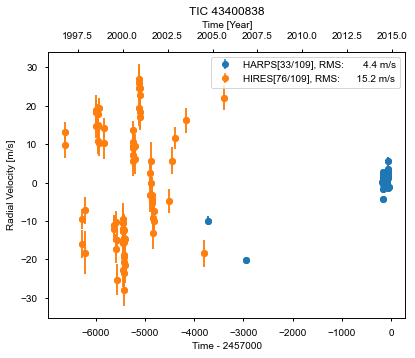 TIC 43400838
Time [Year]
1997.5 2000.0 2002.5 2005.0 2007.5 2010.0 2012.5 2015.0
HARPS[33/109], RMS: 4.4 m/s
HIRES[76/109], RMS: 15.2 m/s
Radial Velocity [m/s]
30
20
10
0
−10
−20
−30
−6000 −5000 −4000 −3000 −2000 −1000 0
Time - 2457000